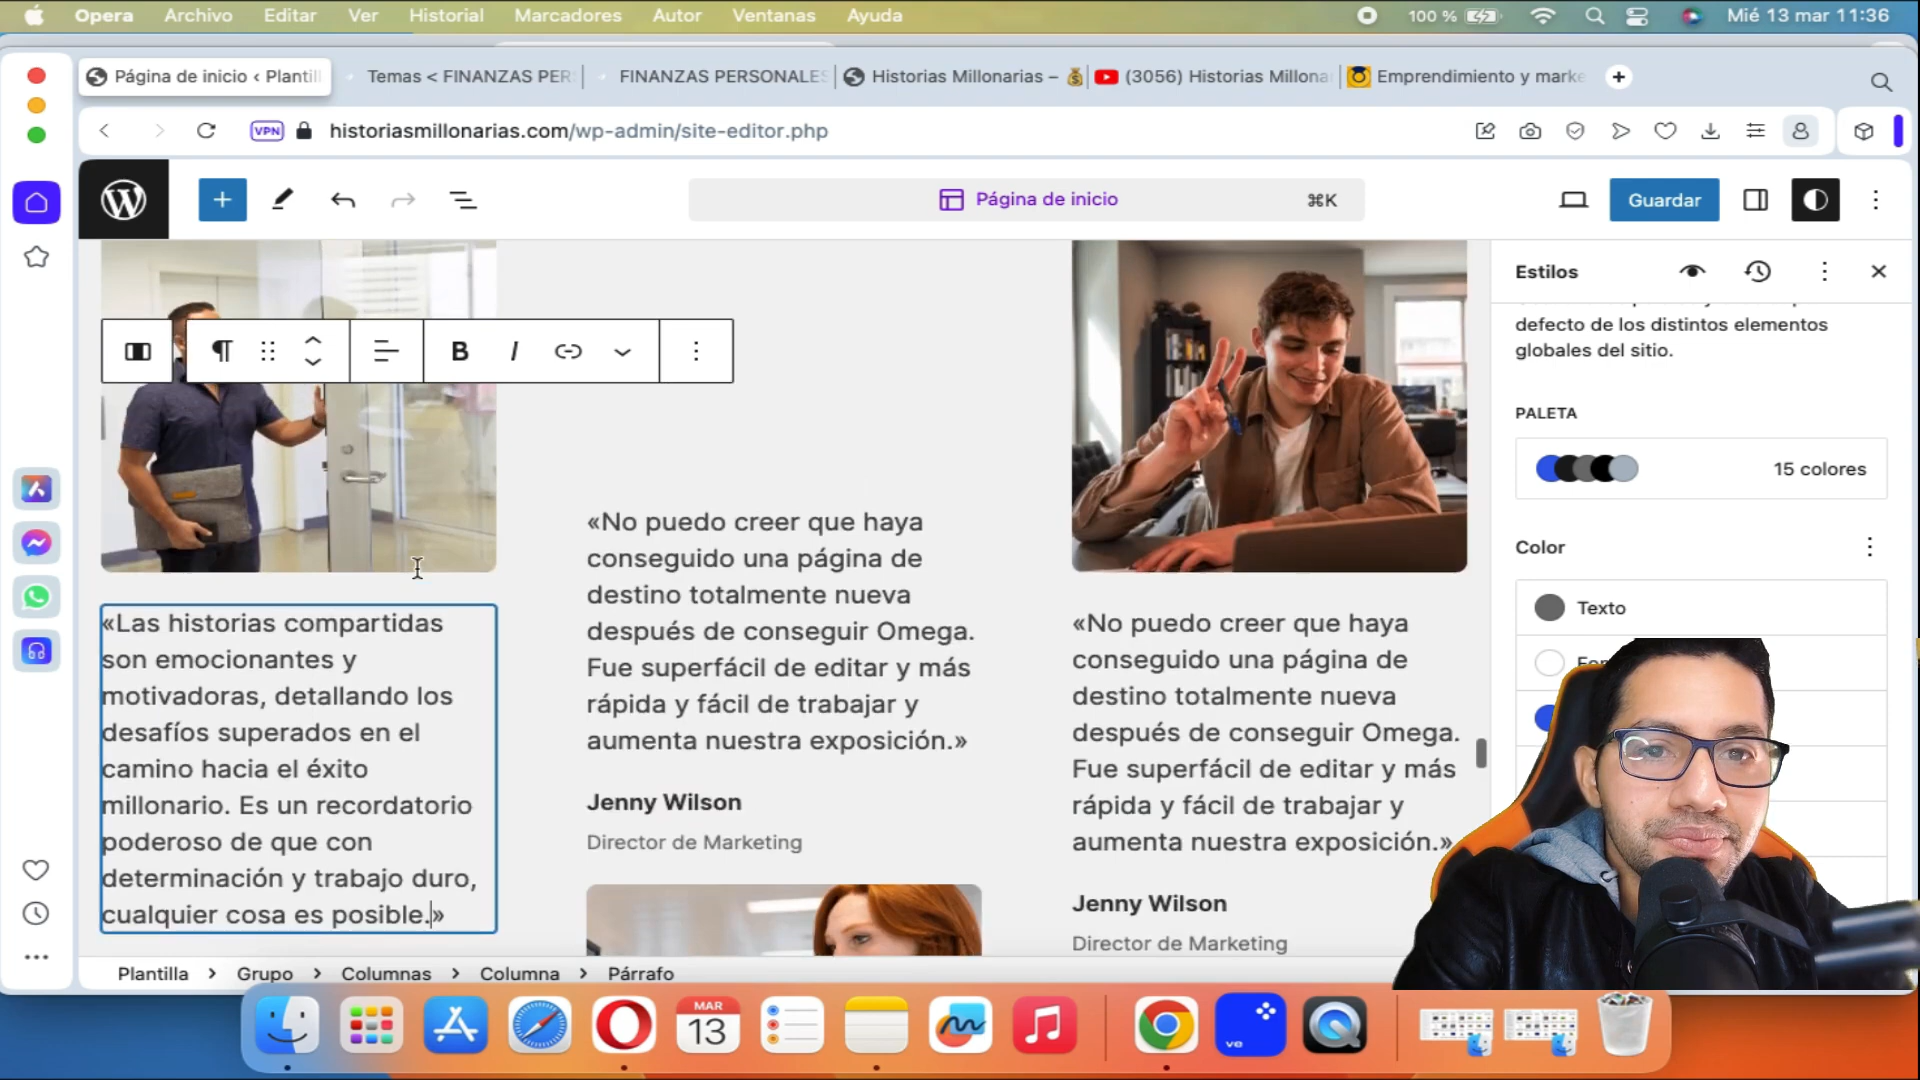 Opera Archivo Editar Ver Historial Marcadores Autor Ventanas Ayuda 100 % Mié 13 mar 11:36
Página de inicio ‹ Plantil Temas < FINANZAS PER FINANZAS PERSONALES Historias Millonarias – (3056) Historias Millona Emprendimiento y marke
VPN historiasmillonarias.com/wp-admin/site-editor.php
Página de inicio ⌘K Guardar
Estilos
defecto de los distintos elementos
globales del sitio.
PALETA
15 colores
Color
Texto
B I
«Las historias compartidas
son emocionantes y
motivadoras, detallando los
desafíos superados en el
camino hacia el éxito
millonario. Es un recordatorio
poderoso de que con
determinación y trabajo duro,
cualquier cosa es posible.»
«No puedo creer que haya
conseguido una página de
destino totalmente nueva
después de conseguir Omega.
Fue superfácil de editar y más
rápida y fácil de trabajar y
aumenta nuestra exposición.»
Jenny Wilson
Director de Marketing
«No puedo creer que haya
conseguido una página de
destino totalmente nueva
después de conseguir Omega.
Fue superfácil de editar y más
rápida y fácil de trabajar y
aumenta nuestra exposición.»
Jenny Wilson
Director de Marketing
Plantilla > Grupo > Columnas > Columna > Párrafo
MAR
13
ve